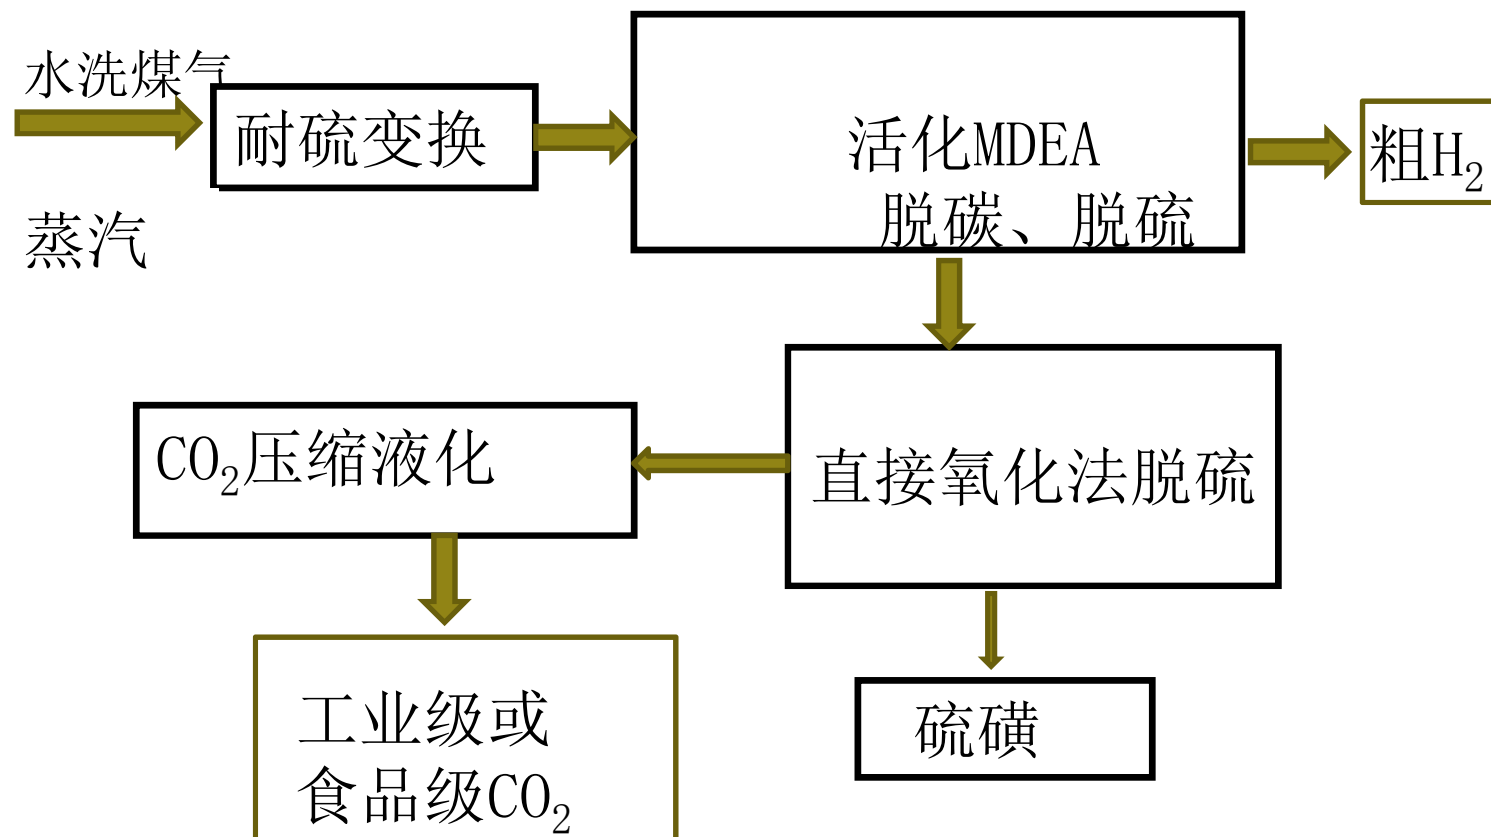 水洗煤气
耐硫变换
蒸汽
活化MDEA
脱碳、脱硫
粗H₂
CO₂压缩液化
直接氧化法脱硫
工业级或
食品级CO₂
硫磺